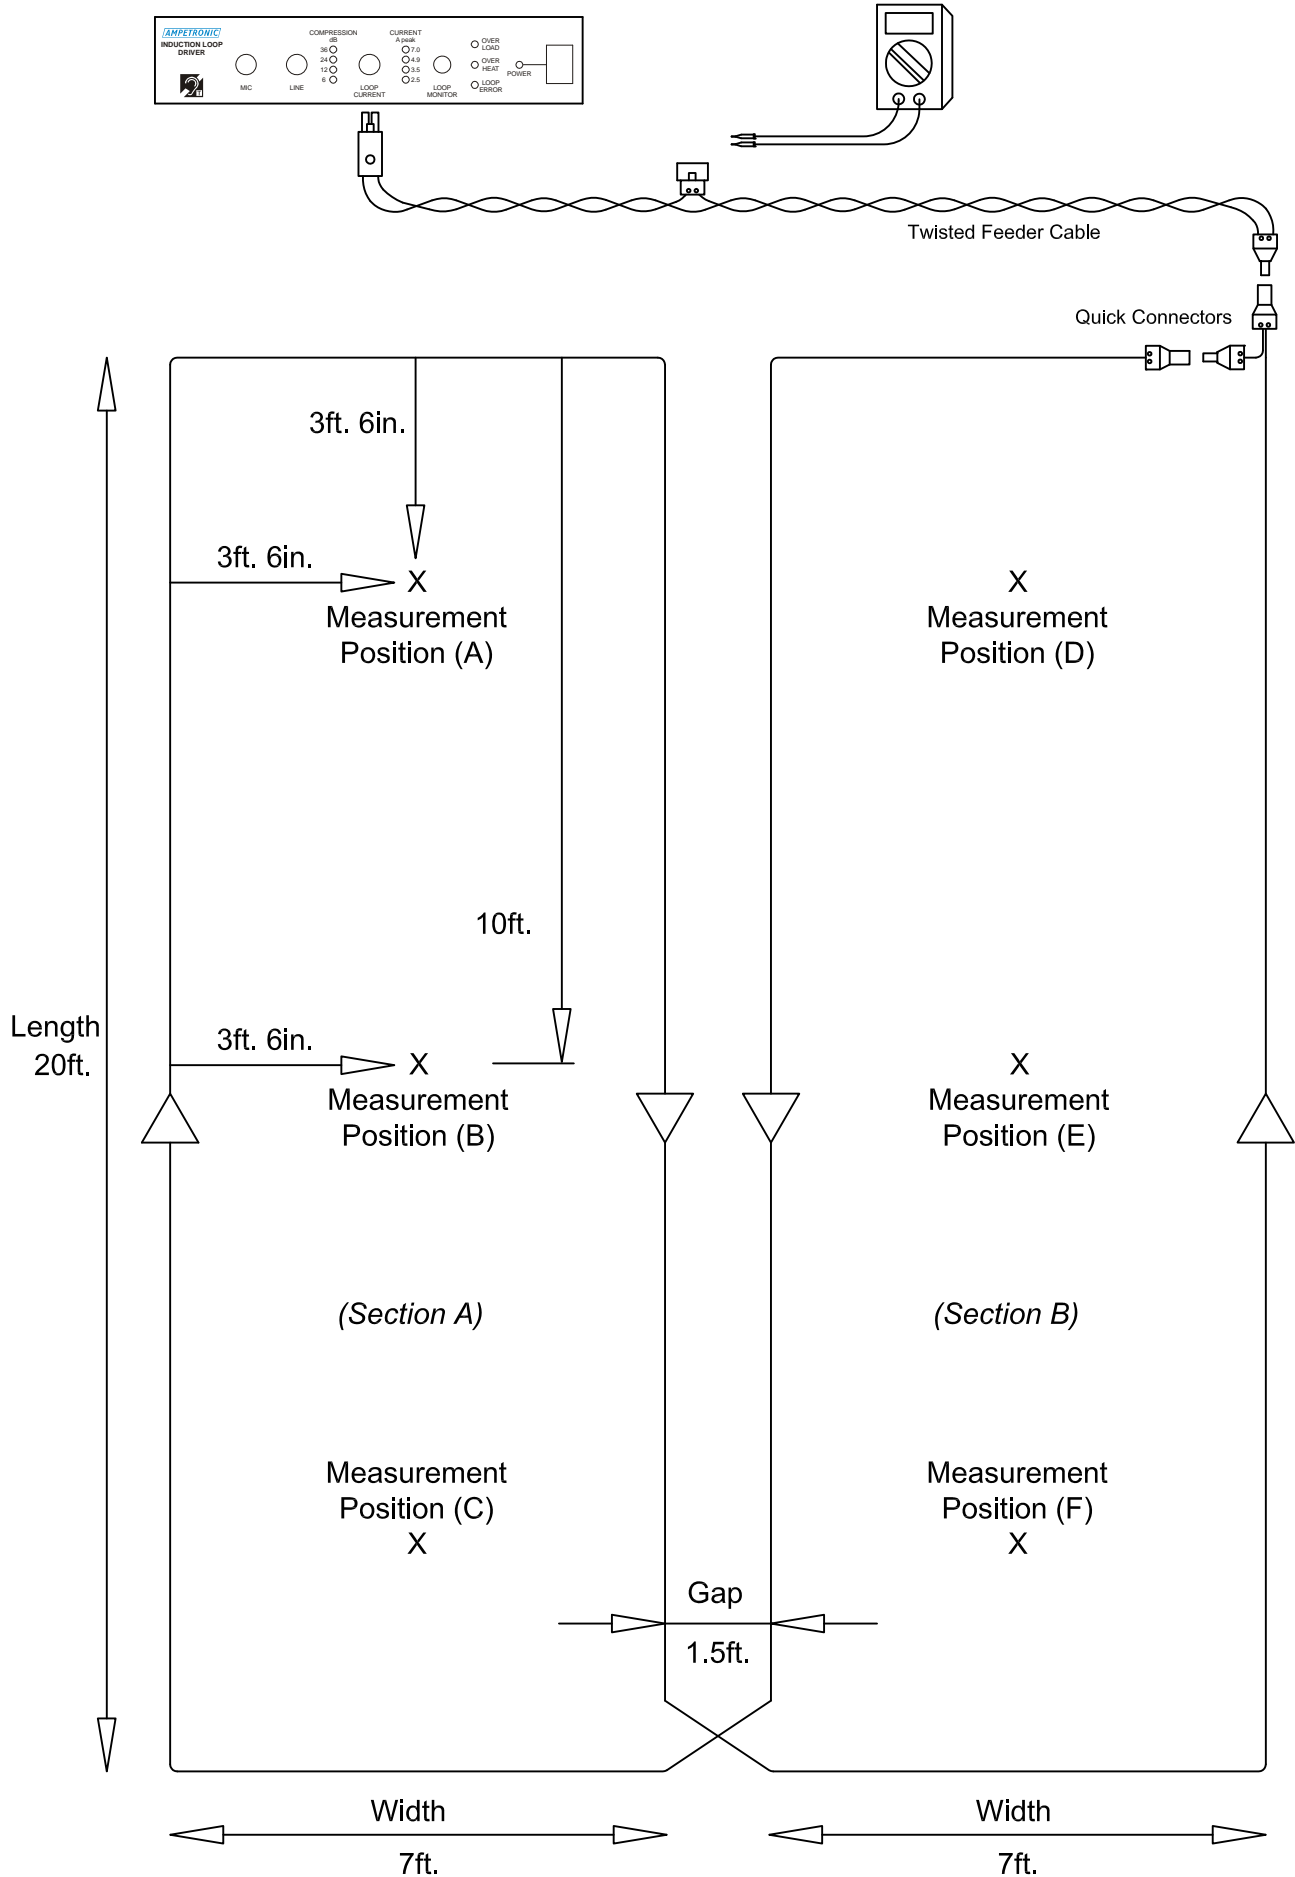 AMPETRONIC
INDUCTION LOOP
DRIVER
MIC
LINE
COMPRESSION
dB
36
24
12
6
LOOP
CURRENT
CURRENT
A peak
7.0
4.9
3.5
2.5
LOOP
MONITOR
OVER
LOAD
OVER
HEAT
LOOP
ERROR
POWER
T
Twisted Feeder Cable
Quick Connectors
3ft. 6in.
3ft. 6in.
X
Measurement
Position (A)
X
Measurement
Position (D)
10ft.
Length
20ft.
3ft. 6in.
X
Measurement
Position (B)
X
Measurement
Position (E)
(Section A)
(Section B)
Measurement
Position (C)
X
Measurement
Position (F)
X
Gap
1.5ft.
Width
7ft.
Width
7ft.